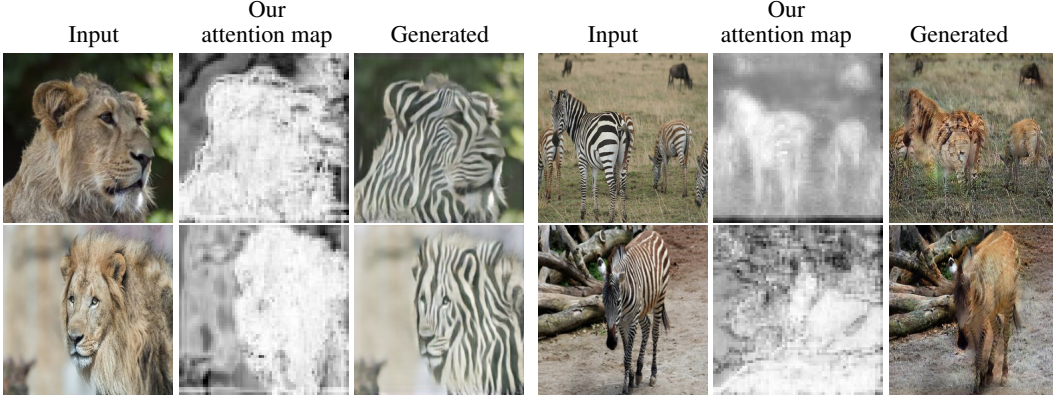 Input
Our
attention map
Generated
Input
Our
attention map
Generated